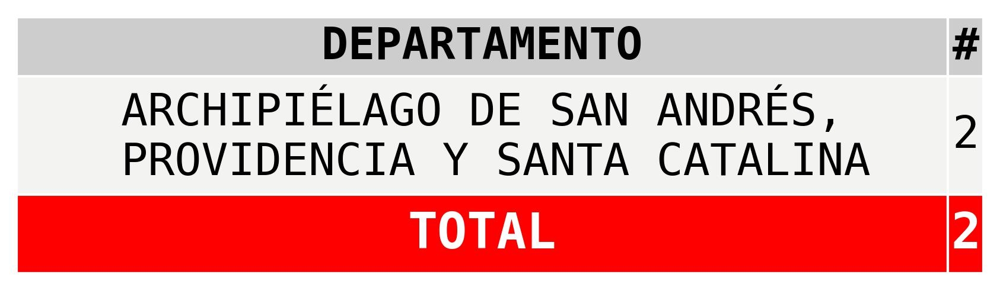 DEPARTAMENTO #
ARCHIPIÉLAGO DE SAN ANDRÉS,
PROVIDENCIA Y SANTA CATALINA 2
TOTAL 2